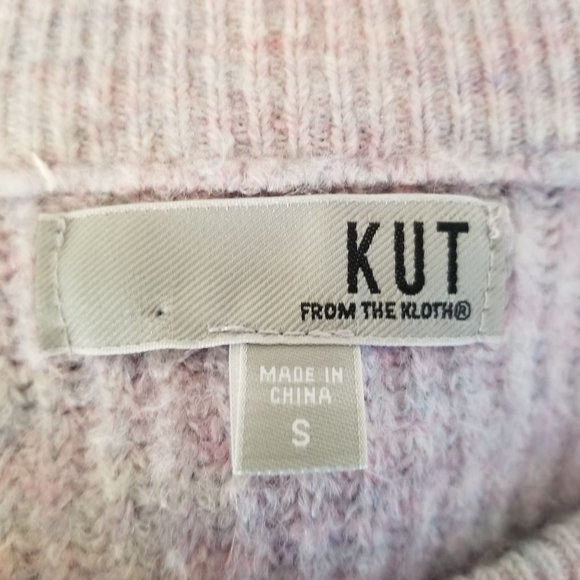 KUT
FROM THE KLOTH®
MADE IN
CHINA
S